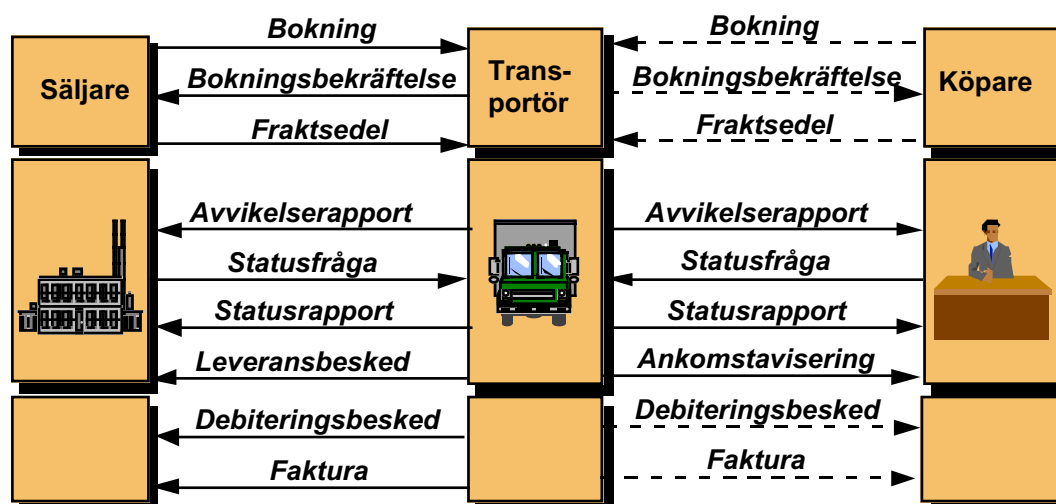 Säljare
Bokning
Bokningsbekräftelse
Fraktsedel
Trans-
portör
Bokning
Bokningsbekräftelse
Fraktsedel
Köpare
Avvikelserapport
Statusfråga
Statusrapport
Leveransbesked
Avvikelserapport
Statusfråga
Statusrapport
Ankomstavisering
Debiteringsbesked
Faktura
Debiteringsbesked
Faktura